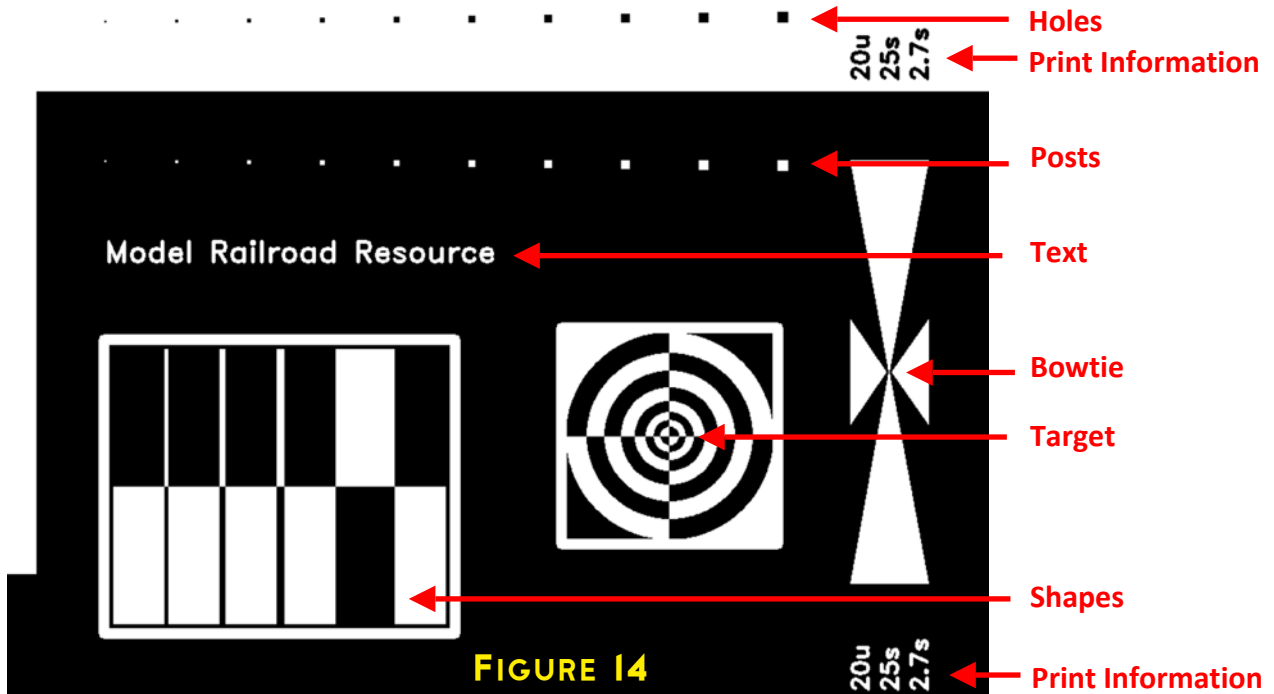 Holes
20u
25s
2.7s
Print Information
Posts
Model Railroad Resource
Text
Bowtie
Target
Shapes
FIGURE 14
20u
25s
2.7s
Print Information